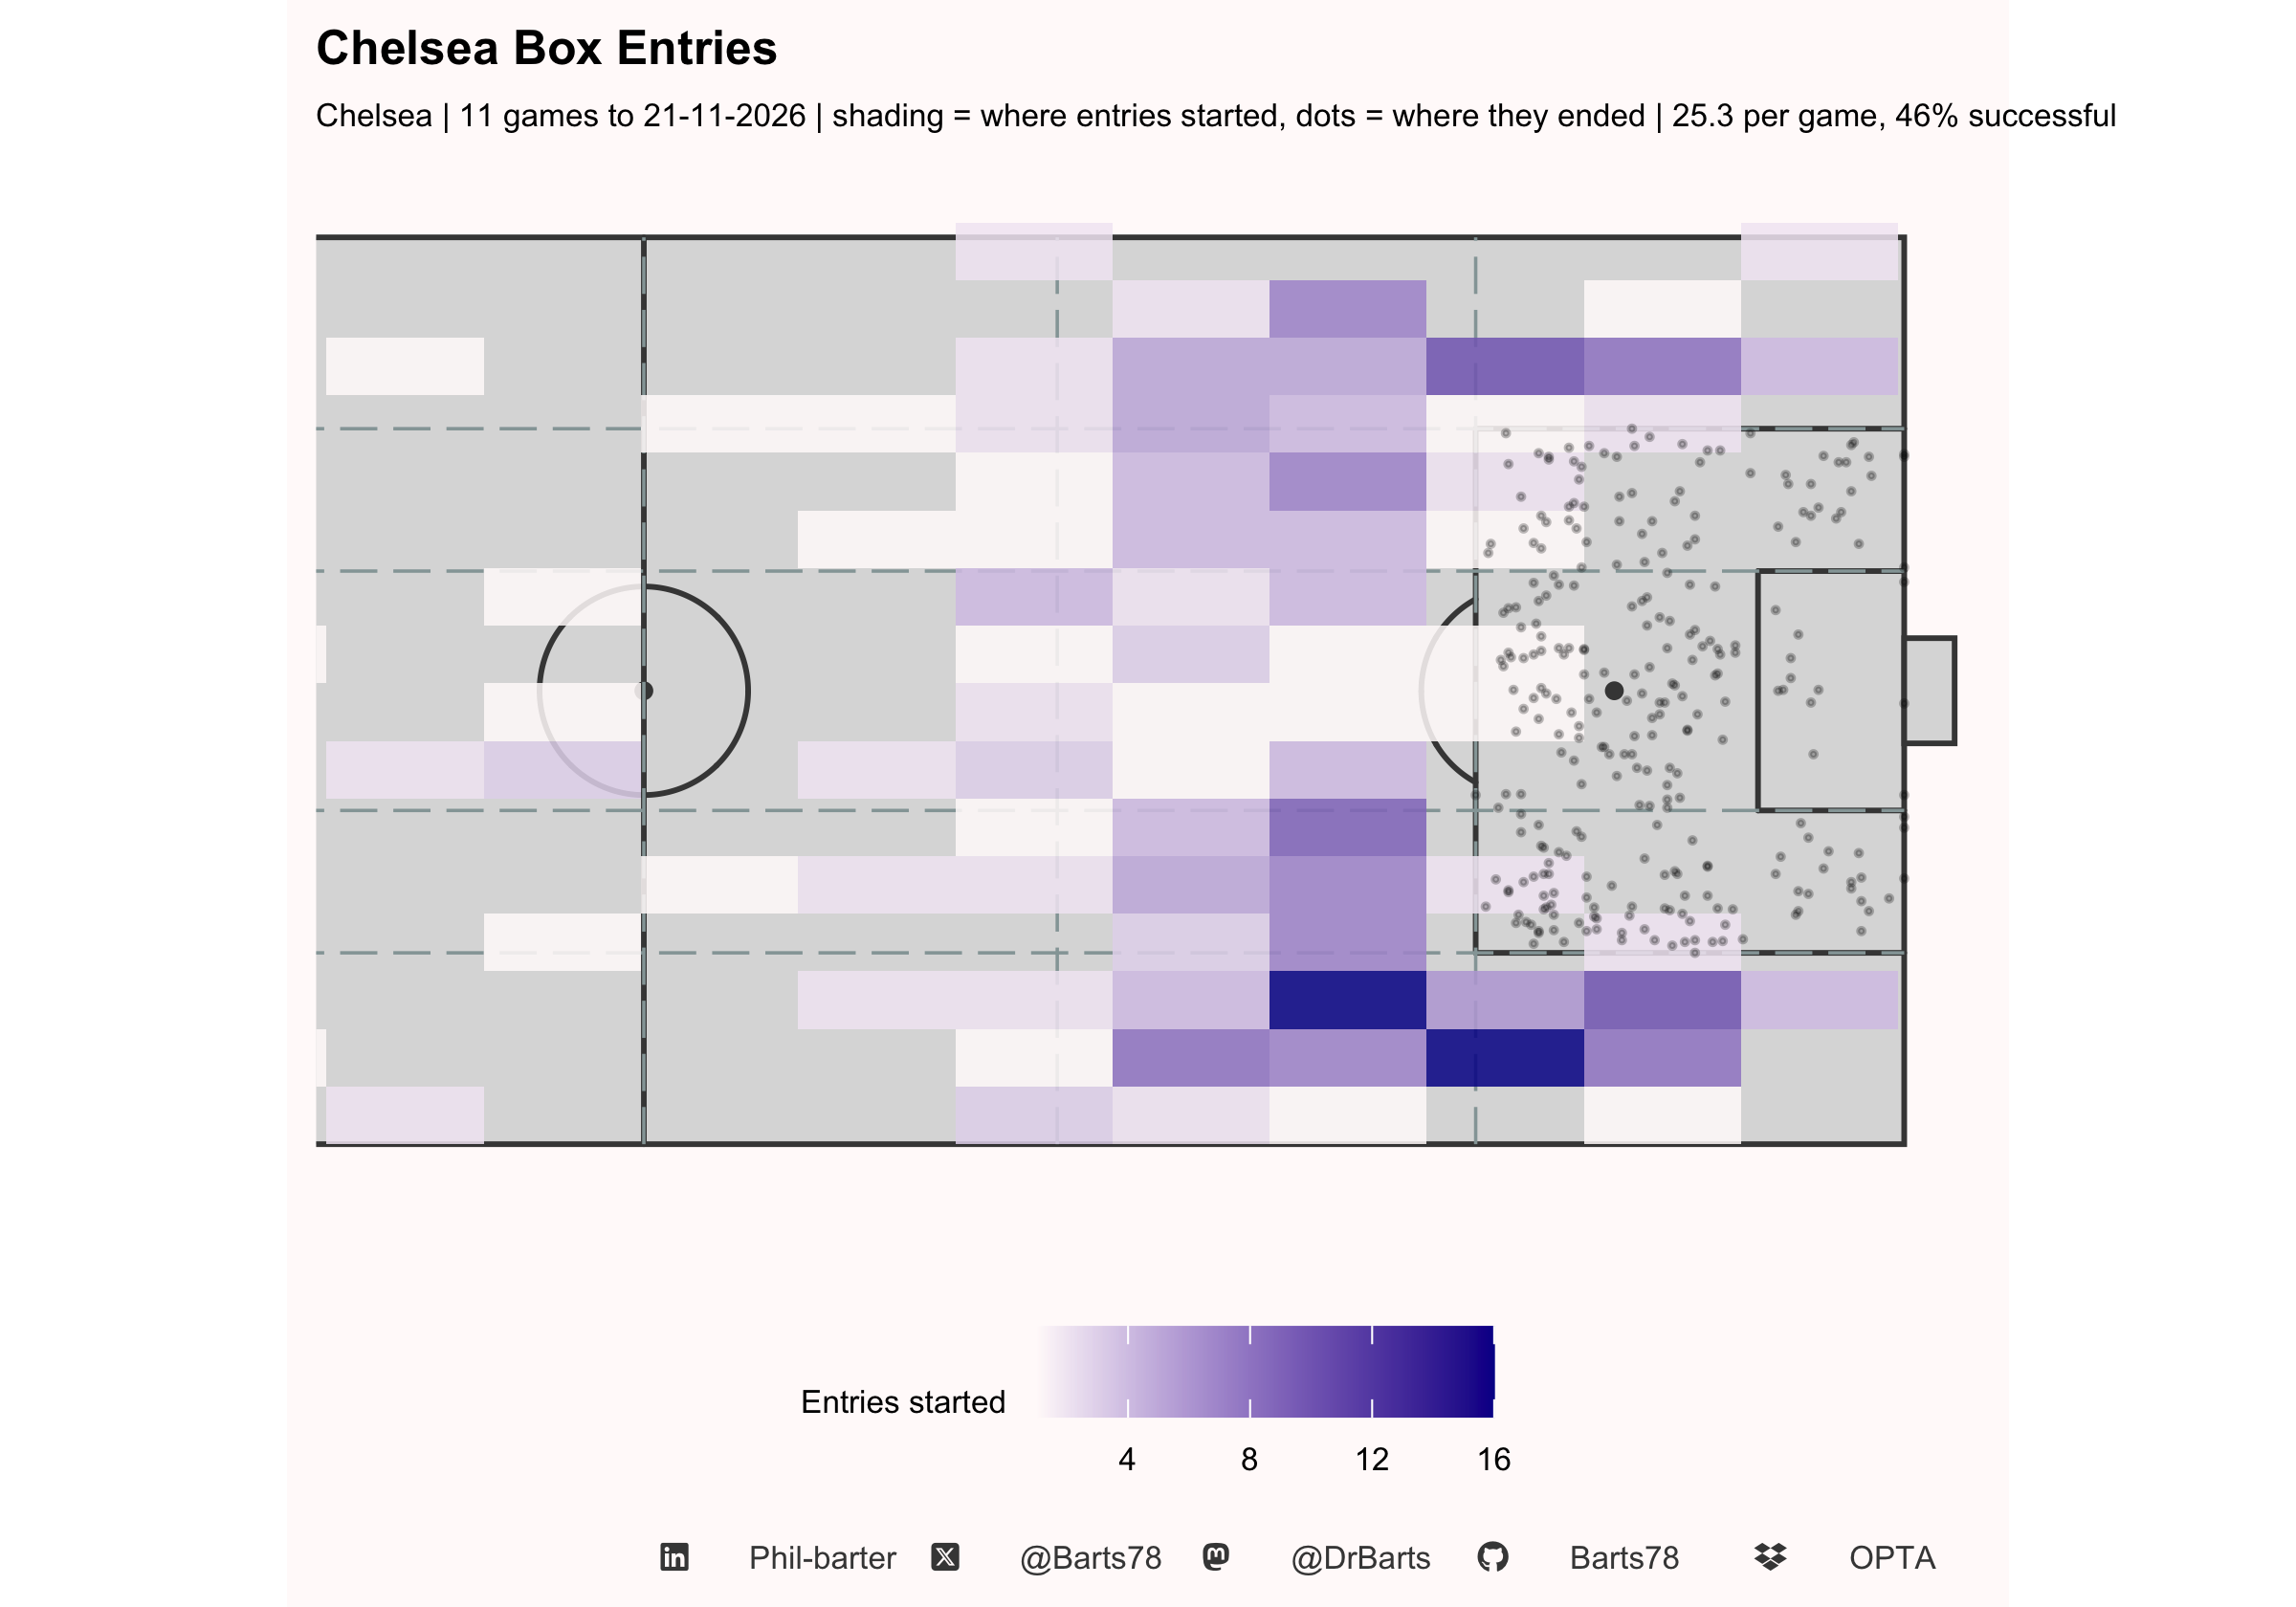 Chelsea Box Entries
Chelsea | 11 games to 21-11-2026 | shading = where entries started, dots = where they ended | 25.3 per game, 46% successful
Entries started
4 8 12 16
Phil-barter @Barts78 @DrBarts Barts78 OPTA